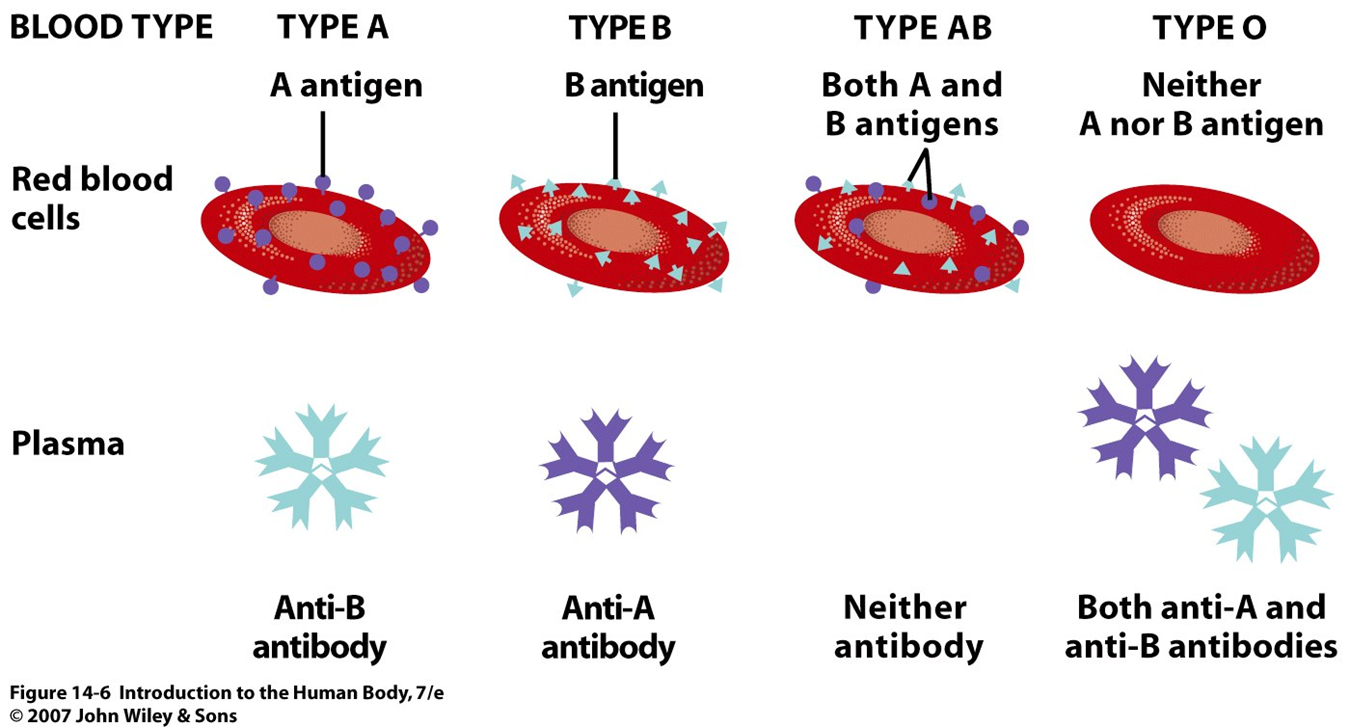 BLOOD TYPE TYPE A TYPE B TYPE AB TYPE O
A antigen B antigen Both A and Neither
B antigens A nor B antigen
Red blood
cells
Plasma
Anti-B Anti-A Neither Both anti-A and
antibody antibody antibody anti-B antibodies
Figure 14-6 Introduction to the Human Body, 7/e
© 2007 John Wiley & Sons